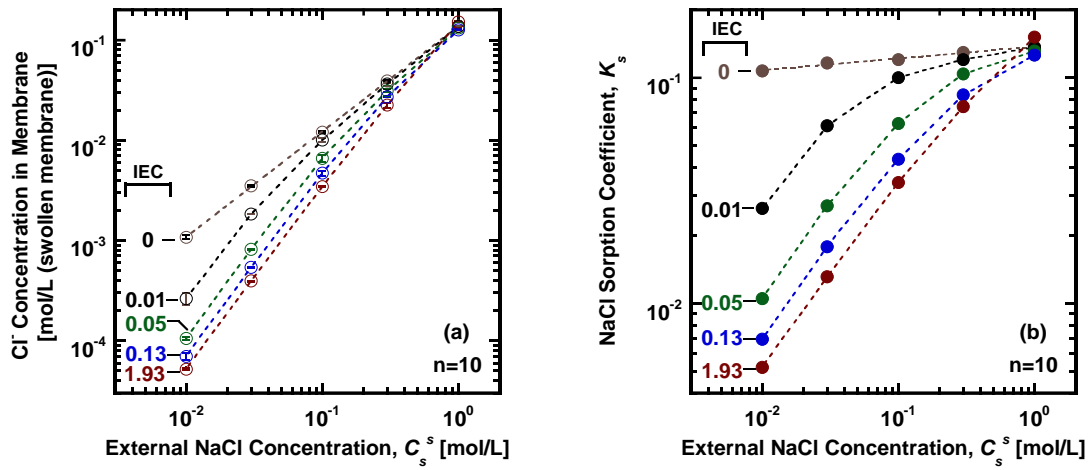 Cl⁻ Concentration in Membrane
[mol/L (swollen membrane)]
10⁻¹
10⁻²
10⁻³
10⁻⁴
IEC
0
0.01
0.05
0.13
1.93
(a)
n=10
10⁻²
10⁻¹
10⁰
External NaCl Concentration, Cₛˢ [mol/L]
NaCl Sorption Coefficient, Kₛ
10⁻¹
10⁻²
IEC
0
0.01
0.05
0.13
1.93
(b)
n=10
10⁻²
10⁻¹
10⁰
External NaCl Concentration, Cₛˢ [mol/L]